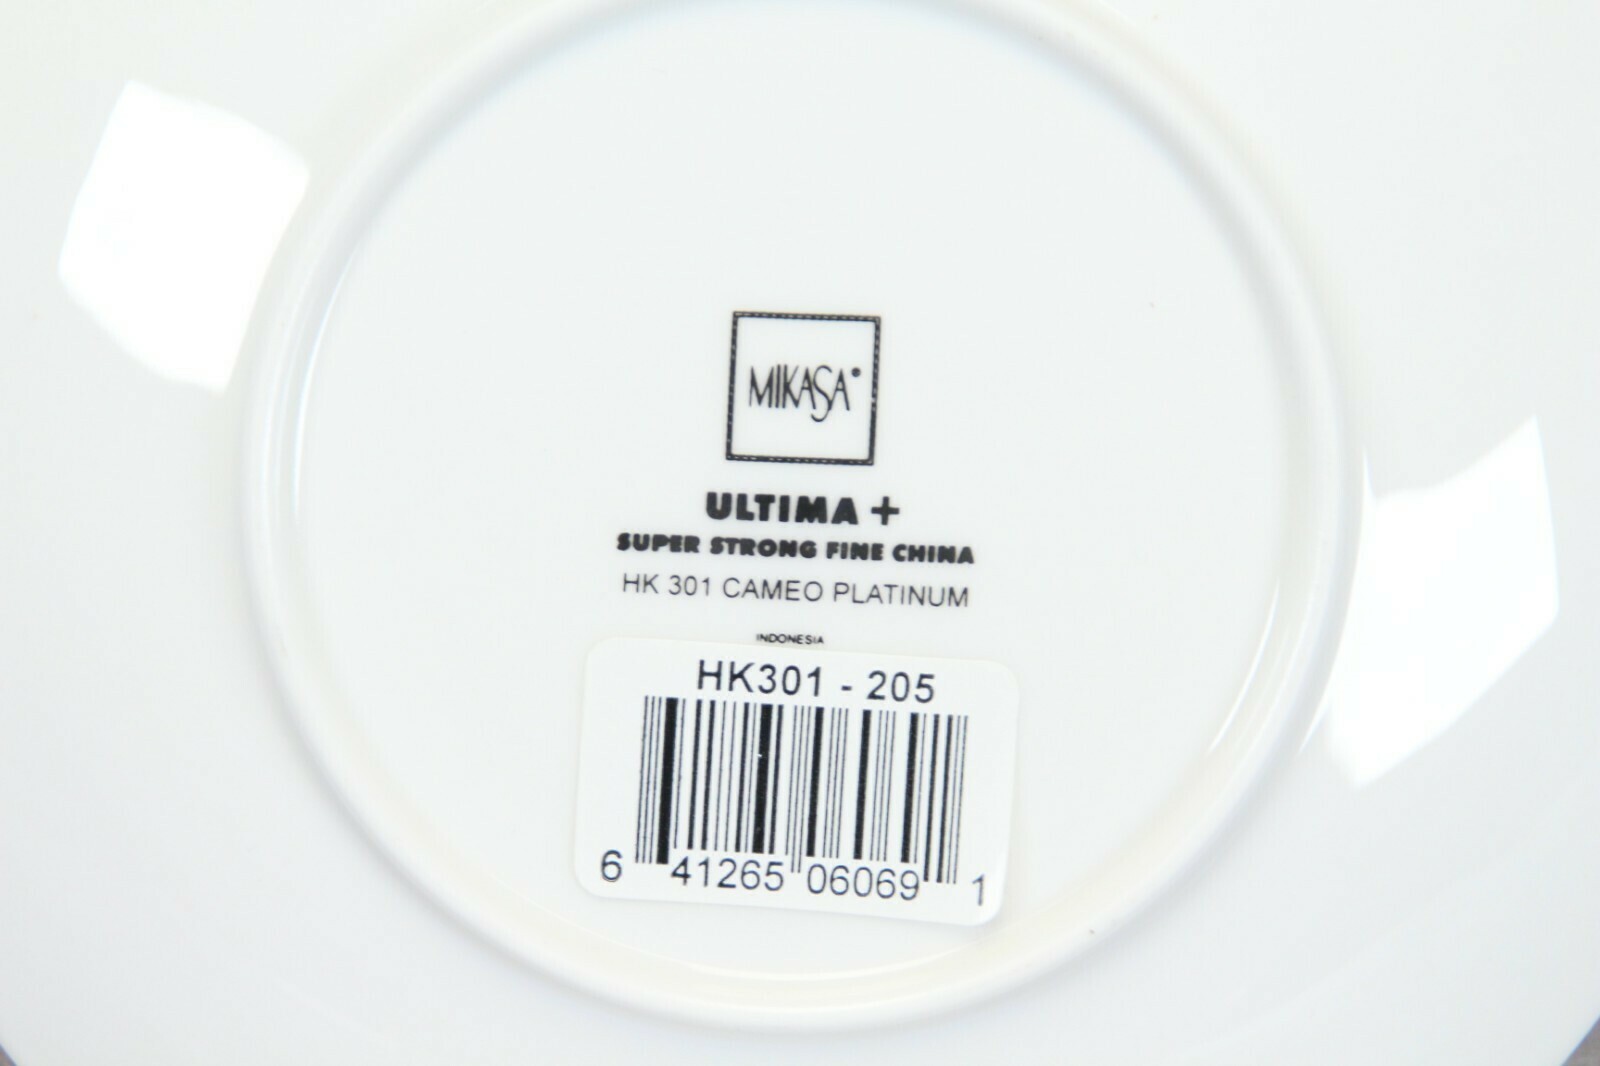 MIKASA®
ULTIMA +
SUPER STRONG FINE CHINA
HK 301 CAMEO PLATINUM
INDONESIA
HK301 - 205
6 41265 06069 1